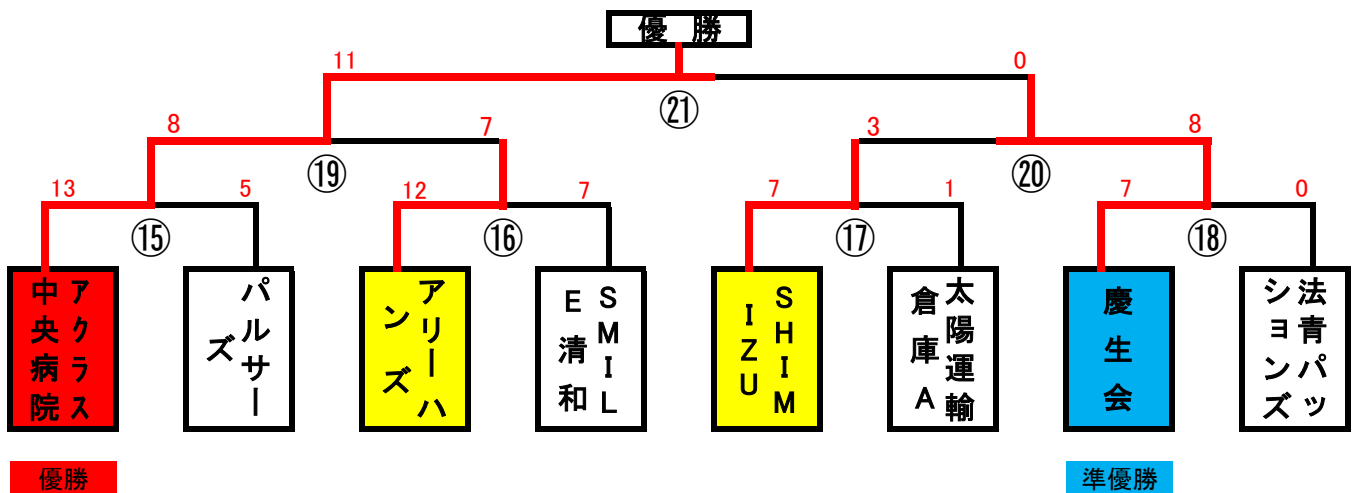 優　勝
11
0
㉑
8
7
3
8
⑲
⑳
13
5
12
7
7
1
7
0
⑮
⑯
⑰
⑱
アクラス
中央病院
パルサー
ズ
アリーハ
ンズ
SMIL
E清和
SHIM
IZU
太陽運輸
倉庫A
慶生会
法青パッ
ションズ
優勝
準優勝